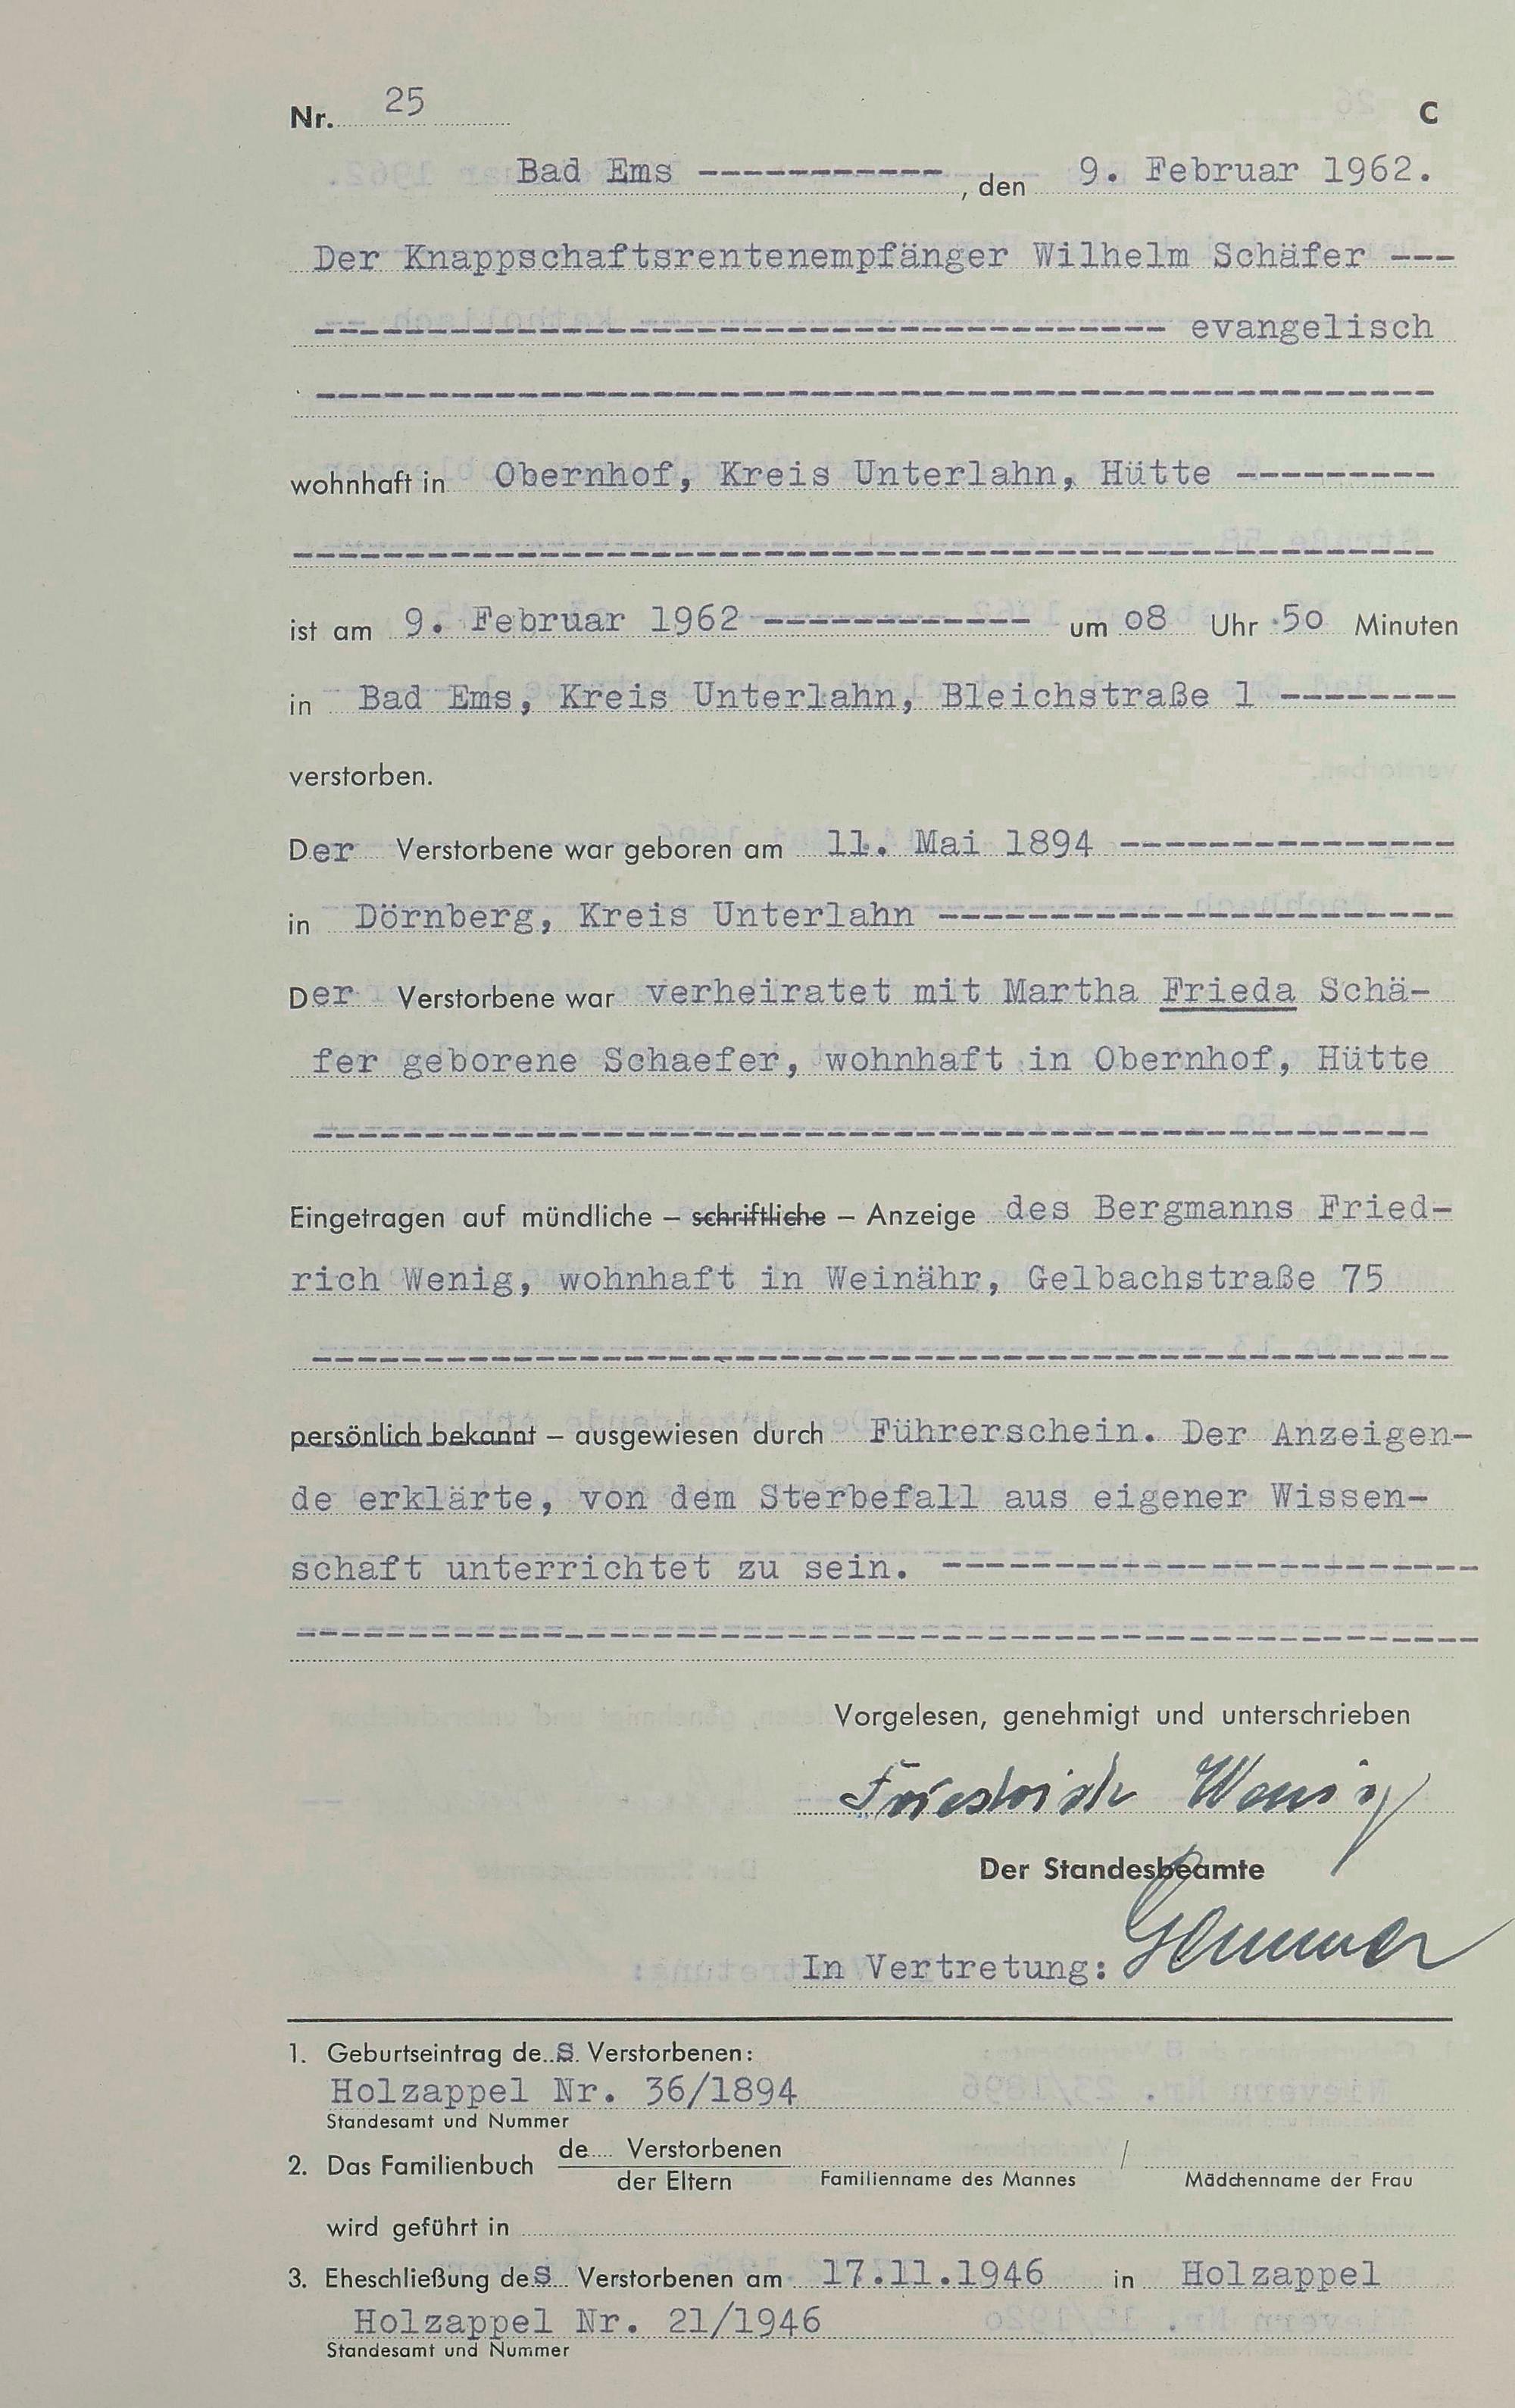 Nr. 25 C
Bad Ems ------------, den 9. Februar 1962.
Der Knappschaftsrentenempfänger Wilhelm Schäfer ---
-------------------------------------- evangelisch
--------------------------------------------------
wohnhaft in Obernhof, Kreis Unterlahn, Hütte ---------
--------------------------------------------------
ist am 9. Februar 1962 ------------ um 08 Uhr 50 Minuten
in Bad Ems, Kreis Unterlahn, Bleichstraße 1 --------
verstorben.
Der Verstorbene war geboren am 11. Mai 1894 ---------------
in Dörnberg, Kreis Unterlahn -----------------------
Der Verstorbene war verheiratet mit Martha Frieda Schä-
fer geborene Schaefer, wohnhaft in Obernhof, Hütte
--------------------------------------------------
Eingetragen auf mündliche – schriftliche – Anzeige des Bergmanns Fried-
rich Wenig, wohnhaft in Weinähr, Gelbachstraße 75
--------------------------------------------------
persönlich bekannt – ausgewiesen durch Führerschein. Der Anzeigen-
de erklärte, von dem Sterbefall aus eigener Wissen-
schaft unterrichtet zu sein. ------------------------
--------------------------------------------------
Vorgelesen, genehmigt und unterschrieben
Friedrich Wenig
Der Standesbeamte
In Vertretung:
1. Geburtseintrag des Verstorbenen:
Holzappel Nr. 36/1894
Standesamt und Nummer
2. Das Familienbuch de.... Verstorbenen /
der Eltern Familienname des Mannes Mädchenname der Frau
wird geführt in
3. Eheschließung des Verstorbenen am 17.11.1946 in Holzappel
Holzappel Nr. 21/1946
Standesamt und Nummer